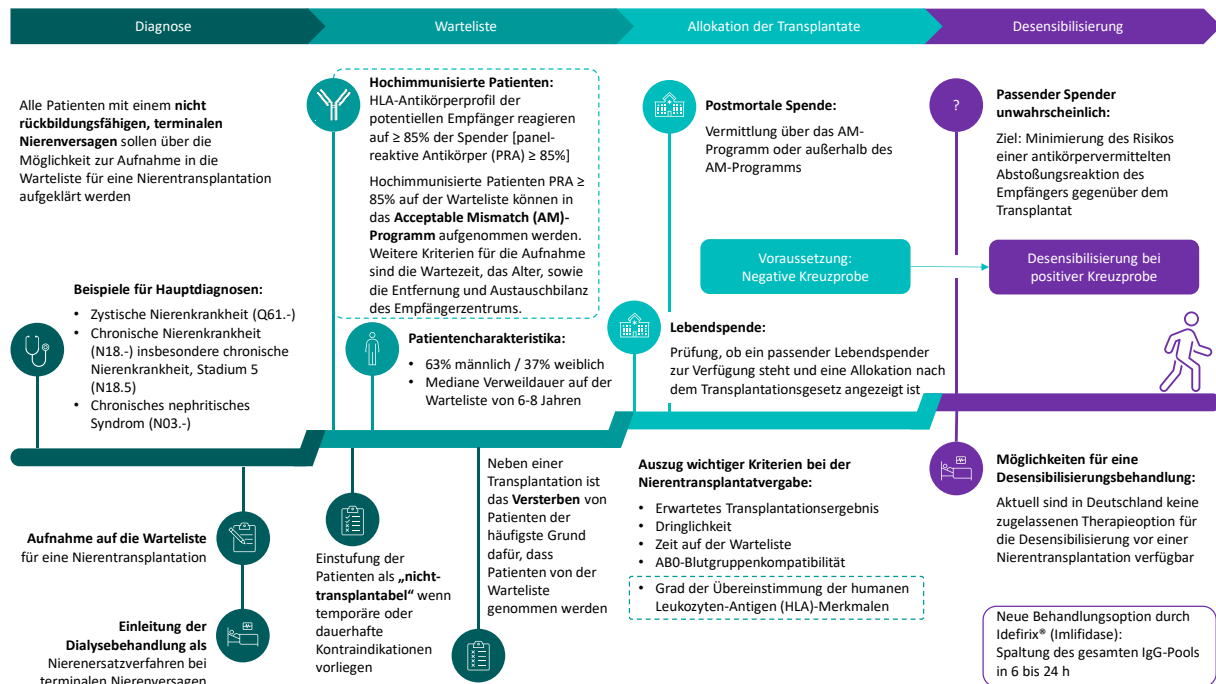 Diagnose
Warteliste
Allokation der Transplantate
Desensibilisierung
Alle Patienten mit einem nicht
rückbildungsfähigen, terminalen
Nierenversagen sollen über die
Möglichkeit zur Aufnahme in die
Warteliste für eine Nierentransplantation
aufgeklärt werden
Beispiele für Hauptdiagnosen:
• Zystische Nierenkrankheit (Q61.-)
• Chronische Nierenkrankheit
(N18.-) insbesondere chronische
Nierenkrankheit, Stadium 5
(N18.5)
• Chronisches nephritisches
Syndrom (N03.-)
Aufnahme auf die Warteliste
für eine Nierentransplantation
Einleitung der
Dialysebehandlung als
Nierenersatzverfahren bei
terminalen Nierenversagen
Hochimmunisierte Patienten:
HLA-Antikörperprofil der
potentiellen Empfänger reagieren
auf ≥ 85% der Spender [panel-
reaktive Antikörper (PRA) ≥ 85%]
Hochimmunisierte Patienten PRA ≥
85% auf der Warteliste können in
das Acceptable Mismatch (AM)-
Programm aufgenommen werden.
Weitere Kriterien für die Aufnahme
sind die Wartezeit, das Alter, sowie
die Entfernung und Austauschbilanz
des Empfängerzentrums.
Patientencharakteristika:
• 63% männlich / 37% weiblich
• Mediane Verweildauer auf der
Warteliste von 6-8 Jahren
Einstufung der
Patienten als „nicht-
transplantabel“ wenn
temporäre oder
dauerhafte
Kontraindikationen
vorliegen
Neben einer
Transplantation ist
das Versterben von
Patienten der
häufigste Grund
dafür, dass
Patienten von der
Warteliste
genommen werden
Postmortale Spende:
Vermittlung über das AM-
Programm oder außerhalb des
AM-Programms
Voraussetzung:
Negative Kreuzprobe
Lebendspende:
Prüfung, ob ein passender Lebendspender
zur Verfügung steht und eine Allokation nach
dem Transplantationsgesetz angezeigt ist
Auszug wichtiger Kriterien bei der
Nierentransplantatvergabe:
• Erwartetes Transplantationsergebnis
• Dringlichkeit
• Zeit auf der Warteliste
• AB0-Blutgruppenkompatibilität
• Grad der Übereinstimmung der humanen
Leukozyten-Antigen (HLA)-Merkmalen
?
Passender Spender
unwahrscheinlich:
Ziel: Minimierung des Risikos
einer antikörpervermittelten
Abstoßungsreaktion des
Empfängers gegenüber dem
Transplantat
Desensibilisierung bei
positiver Kreuzprobe
Möglichkeiten für eine
Desensibilisierungsbehandlung:
Aktuell sind in Deutschland keine
zugelassenen Therapieoption für
die Desensibilisierung vor einer
Nierentransplantation verfügbar
Neue Behandlungsoption durch
Idefirix® (Imlifidase):
Spaltung des gesamten IgG-Pools
in 6 bis 24 h